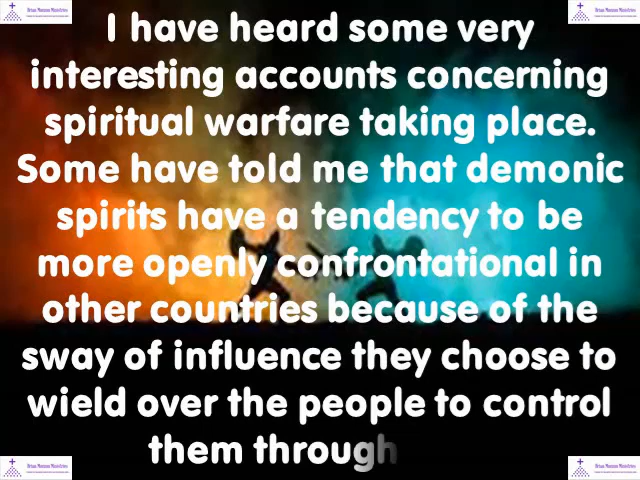 I have heard some very
interesting accounts concerning
spiritual warfare taking place.
Some have told me that demonic
spirits have a tendency to be
more openly confrontational in
other countries because of the
sway of influence they choose to
wield over the people to control
them through